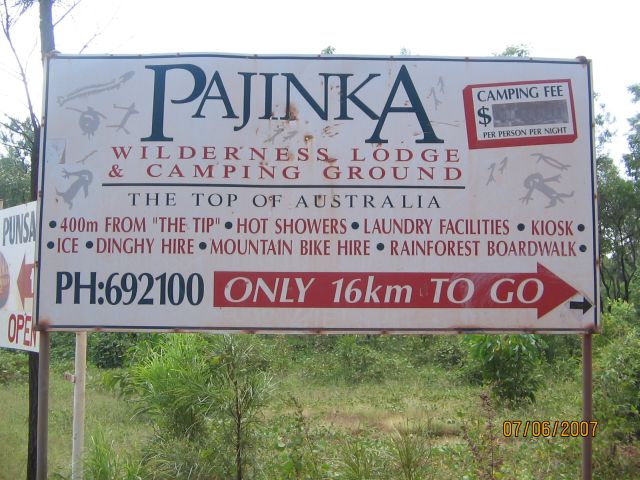 PAJINKA
WILDERNESS LODGE
& CAMPING GROUND
THE TOP OF AUSTRALIA
CAMPING FEE
$
PER PERSON PER NIGHT
• 400m FROM "THE TIP" • HOT SHOWERS • LAUNDRY FACILITIES • KIOSK •
• ICE • DINGHY HIRE • MOUNTAIN BIKE HIRE • RAINFOREST BOARDWALK •
PH:692100
ONLY 16km TO GO
PUNSA
OPEN
07/06/2007